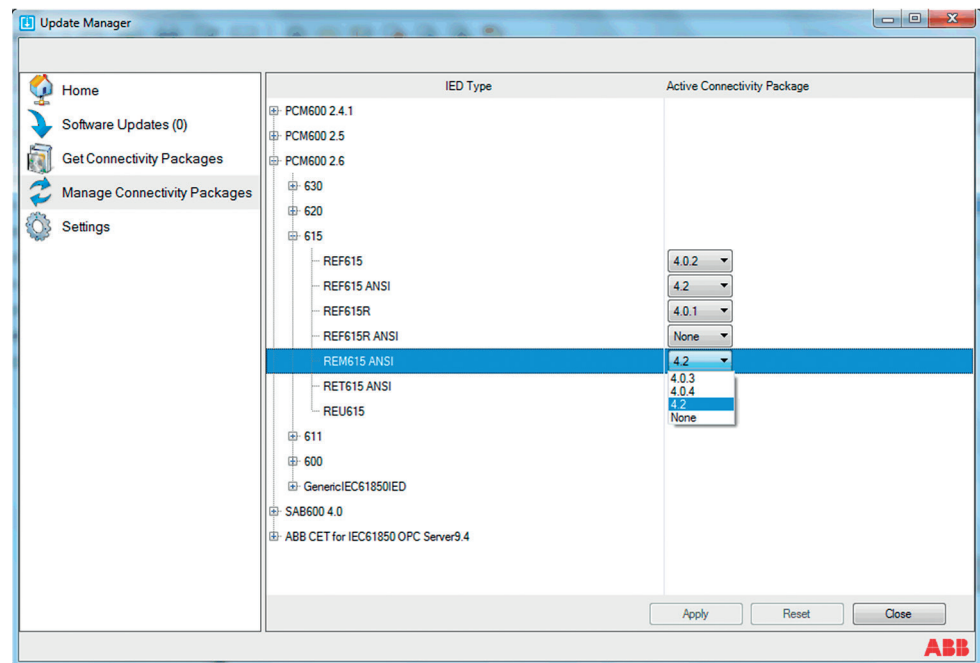 Update Manager
Home
Software Updates (0)
Get Connectivity Packages
Manage Connectivity Packages
Settings
IED Type Active Connectivity Package
PCM600 2.4.1
PCM600 2.5
PCM600 2.6
630
620
615
REF615 4.0.2
REF615 ANSI 4.2
REF615R 4.0.1
REF615R ANSI None
REM615 ANSI 4.2
4.0.3
RET615 ANSI 4.0.4
4.2
REU615 None
611
600
GenericIEC61850IED
SAB600 4.0
ABB CET for IEC61850 OPC Server9.4
Apply Reset Close
ABB